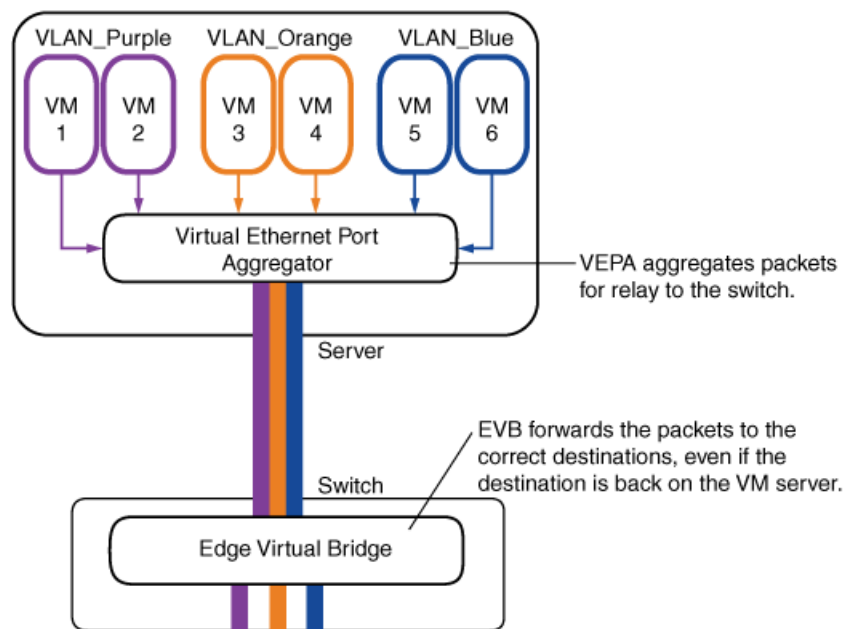 VLAN_Purple VLAN_Orange VLAN_Blue
VM 1
VM 2
VM 3
VM 4
VM 5
VM 6
Virtual Ethernet Port
Aggregator
VEPA aggregates packets
for relay to the switch.
Server
EVB forwards the packets to the
correct destinations, even if the
destination is back on the VM server.
Switch
Edge Virtual Bridge